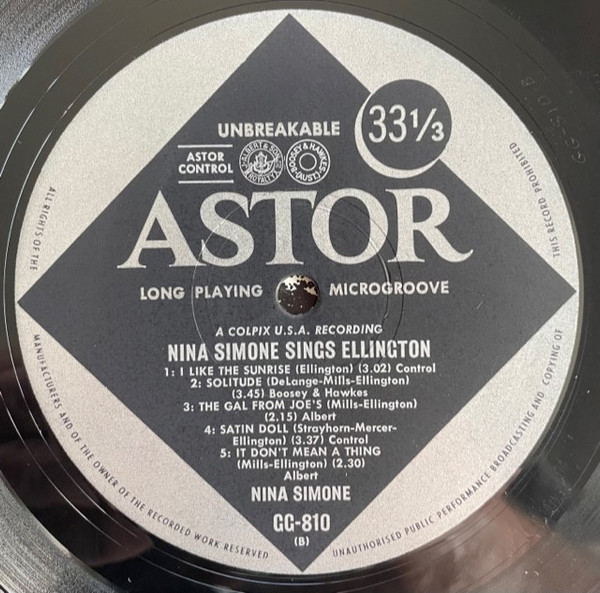 UNBREAKABLE
33⅓
ASTOR
CONTROL
J. ALBERT & SON
ROYALTY
BOOSEY & HAWKES
(AUST.)
ASTOR
LONG PLAYING MICROGROOVE
A COLPIX U.S.A. RECORDING
NINA SIMONE SINGS ELLINGTON
1: I LIKE THE SUNRISE (Ellington) (3.02) Control
2: SOLITUDE (DeLange-Mills-Ellington)
(3.45) Boosey & Hawkes
3: THE GAL FROM JOE'S (Mills-Ellington)
(2.15) Albert
4: SATIN DOLL (Strayhorn-Mercer-
Ellington) (3.37) Control
5: IT DON'T MEAN A THING
(Mills-Ellington) (2.30)
Albert
NINA SIMONE
GG-810
(B)
ALL RIGHTS OF THE
MANUFACTURERS AND OF THE OWNER OF THE RECORDED WORK RESERVED
UNAUTHORISED PUBLIC PERFORMANCE BROADCASTING AND COPYING OF
THIS RECORD PROHIBITED